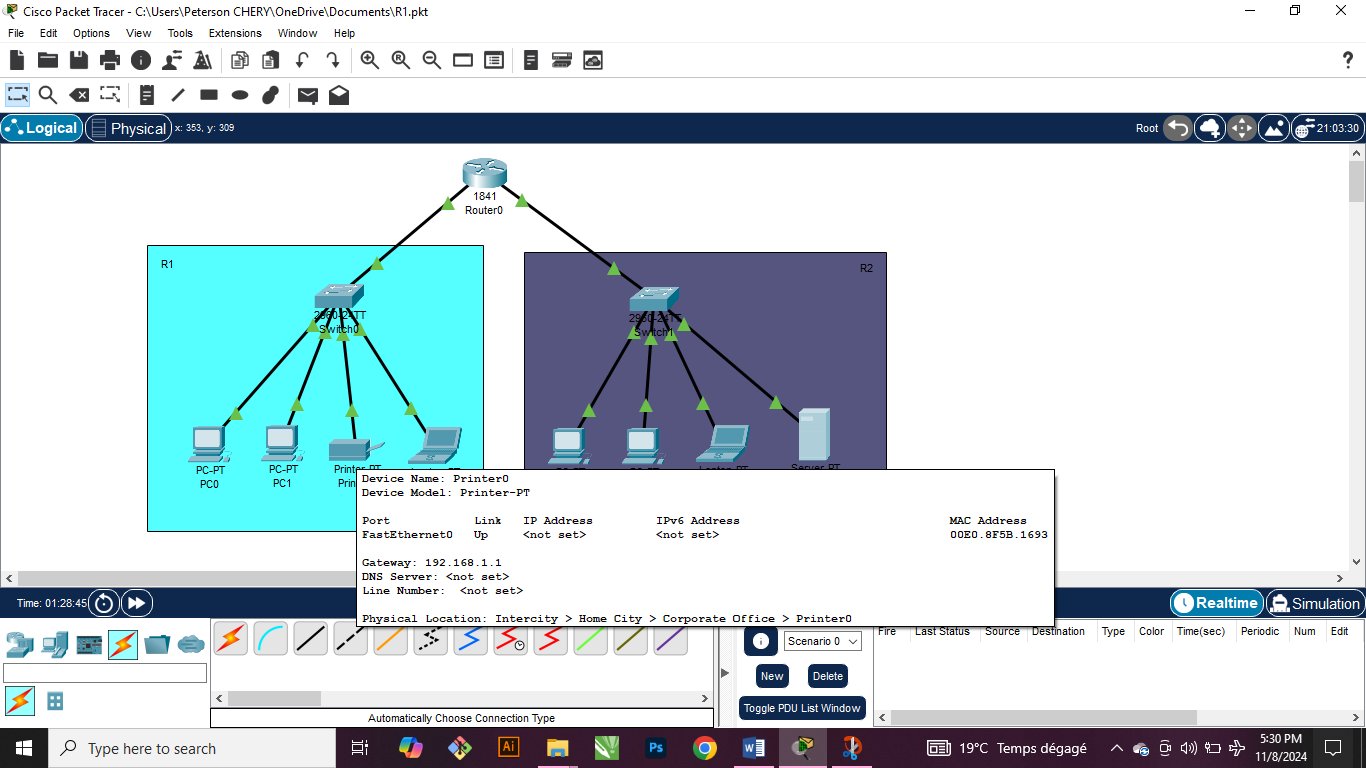 Cisco Packet Tracer - C:\Users\Peterson CHERY\OneDrive\Documents\R1.pkt
File Edit Options View Tools Extensions Window Help
?
Logical Physical x: 353, y: 309 Root 21:03:30
1841
Router0
R1
R2
2960-24TT
Switch0
2950-24TT
Switch1
PC-PT
PC0
PC-PT
PC1
Printer-PT
Server-PT
Laptop-PT
Device Name: Printer0
Device Model: Printer-PT
Port Link IP Address IPv6 Address MAC Address
FastEthernet0 Up <not set> <not set> 00E0.8F5B.1693
Gateway: 192.168.1.1
DNS Server: <not set>
Line Number: <not set>
Physical Location: Intercity > Home City > Corporate Office > Printer0
Time: 01:28:45
Realtime Simulation
Scenario 0
New Delete
Toggle PDU List Window
Fire Last Status Source Destination Type Color Time(sec) Periodic Num Edit
Automatically Choose Connection Type
Type here to search
19°C Temps dégagé
5:30 PM
11/8/2024